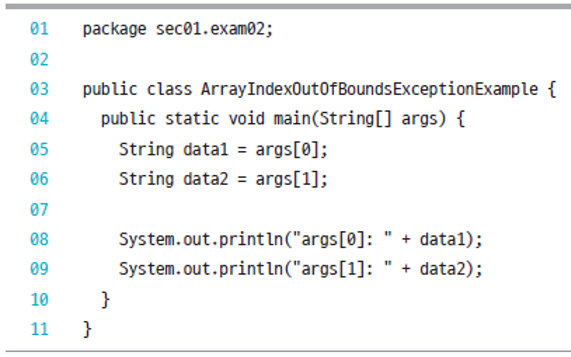 01 package sec01.exam02;
02
03 public class ArrayIndexOutOfBoundsExceptionExample {
04 public static void main(String[] args) {
05 String data1 = args[0];
06 String data2 = args[1];
07
08 System.out.println("args[0]: " + data1);
09 System.out.println("args[1]: " + data2);
10 }
11 }